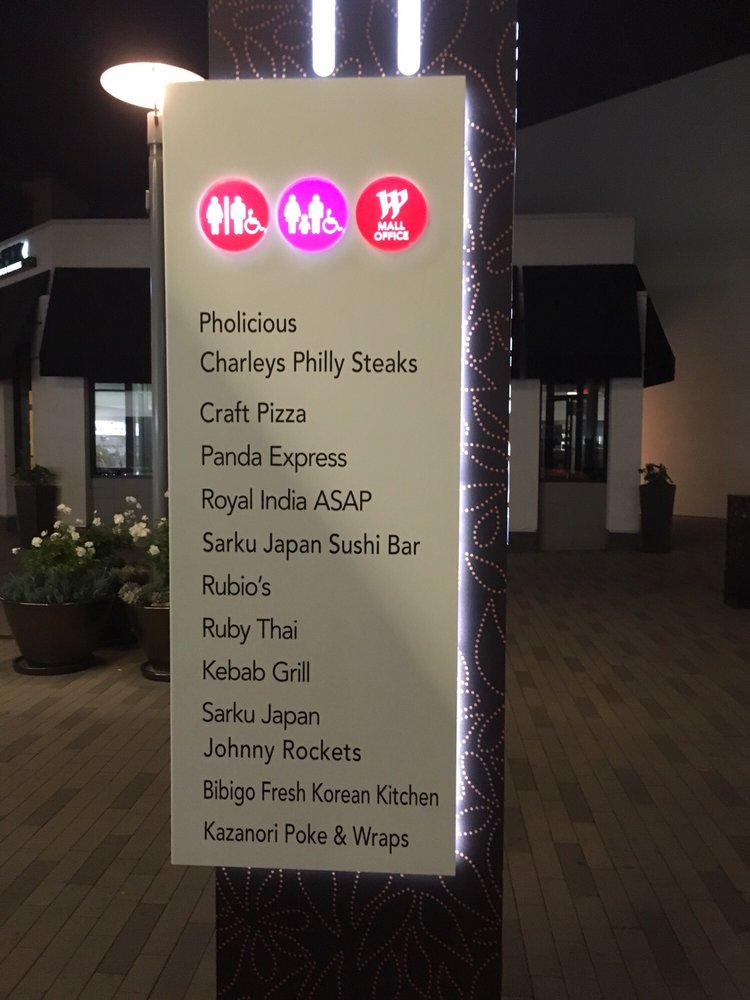 W
MALL
OFFICE
Pholicious
Charleys Philly Steaks
Craft Pizza
Panda Express
Royal India ASAP
Sarku Japan Sushi Bar
Rubio's
Ruby Thai
Kebab Grill
Sarku Japan
Johnny Rockets
Bibigo Fresh Korean Kitchen
Kazanori Poke & Wraps